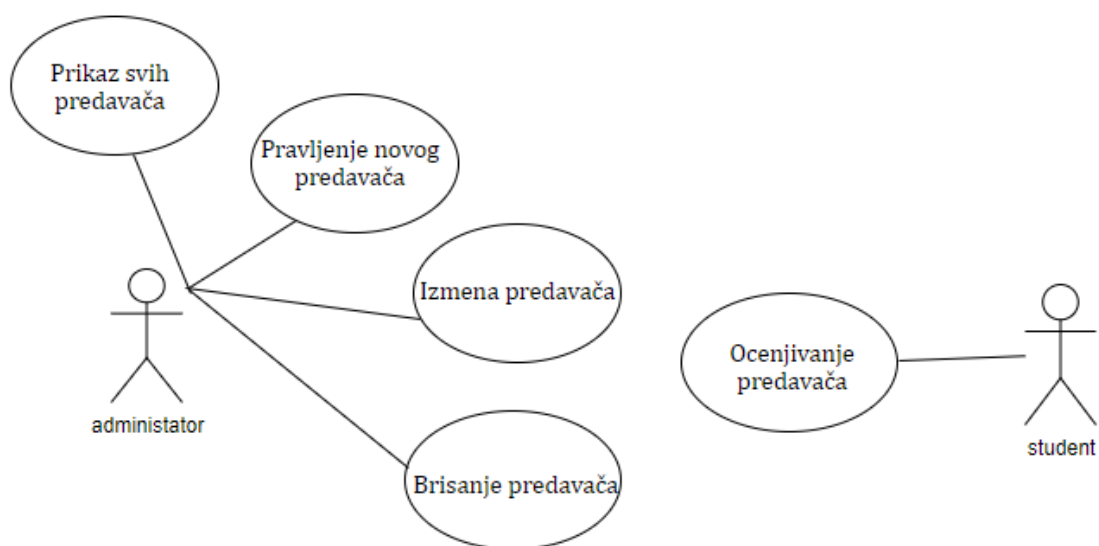 Prikaz svih
predavača
Pravljenje novog
predavača
Izmena predavača
Ocenjivanje
predavača
administator
student
Brisanje predavača